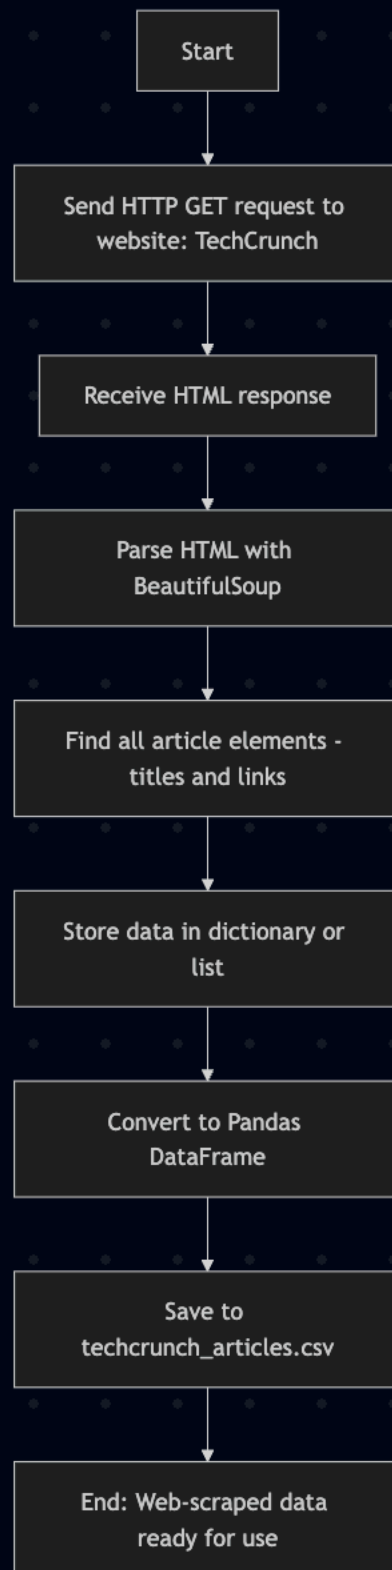 Start
Send HTTP GET request to
website: TechCrunch
Receive HTML response
Parse HTML with
BeautifulSoup
Find all article elements -
titles and links
Store data in dictionary or
list
Convert to Pandas
DataFrame
Save to
techcrunch_articles.csv
End: Web-scraped data
ready for use